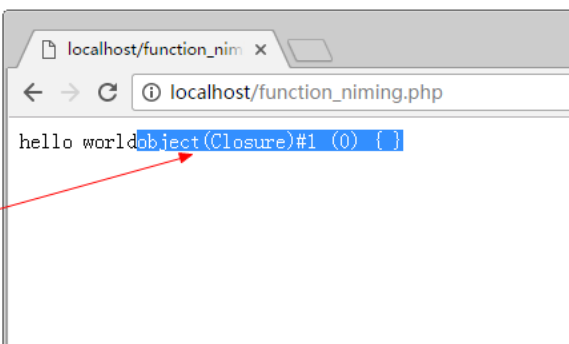 localhost/function_nim
localhost/function_niming.php
hello worldobject(Closure)#1 (0) { }